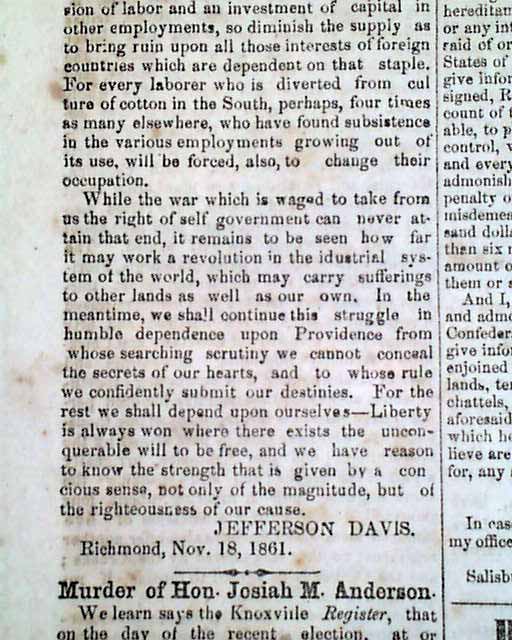 sion of labor and an investment of capital in
other employments, so diminish the supply as
to bring ruin upon all those interests of foreign
countries which are dependent on that staple.
For every laborer who is diverted from cul
ture of cotton in the South, perhaps, four times
as many elsewhere, who have found subsistence
in the various employments growing out of
its use, will be forced, also, to change their
occupation.
While the war which is waged to take from
us the right of self government can never at-
tain that end, it remains to be seen how far
it may work a revolution in the idustrial sys-
tem of the world, which may carry sufferings
to other lands as well as our own. In the
meantime, we shall continue this struggle in
humble dependence upon Providence from
whose searching scrutiny we cannot conceal
the secrets of our hearts, and to whose rule
we confidently submit our destinies. For the
rest we shall depend upon ourselves—Liberty
is always won where there exists the uncon-
querable will to be free, and we have reason
to know the strength that is given by a con
cious sense, not only of the magnitude, but of
the righteousness of our cause.
JEFFERSON DAVIS.
Richmond, Nov. 18, 1861.
Murder of Hon. Josiah M. Anderson.
We learn says the Knoxville Register, that
on the day of the recent election, at or
hereditam
or any int
raid of or
States of
give infor
signed, R
count of t
able, to p
control, v
and every
admonish
penalty o
misdemea
sand dolla
than six m
amount o
them or s
And I,
and admo
Confeder
give infor
enjoined
lands, ten
chattels,
aforesaid
which he
lieve are
for, any
In cas
my office
Salisb